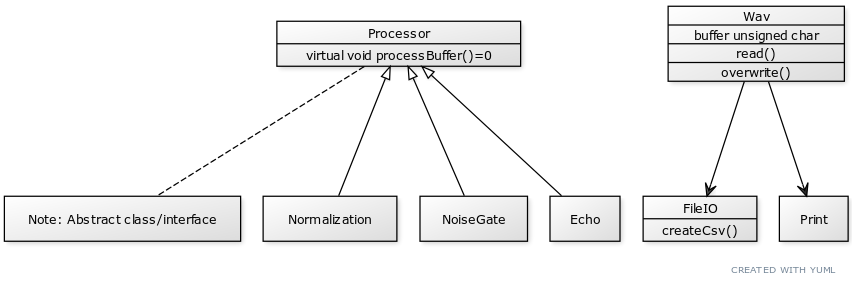 Processor
virtual void processBuffer()=0
Wav
buffer unsigned char
read()
overwrite()
Note: Abstract class/interface
Normalization
NoiseGate
Echo
FileIO
createCsv()
Print
CREATED WITH YUML